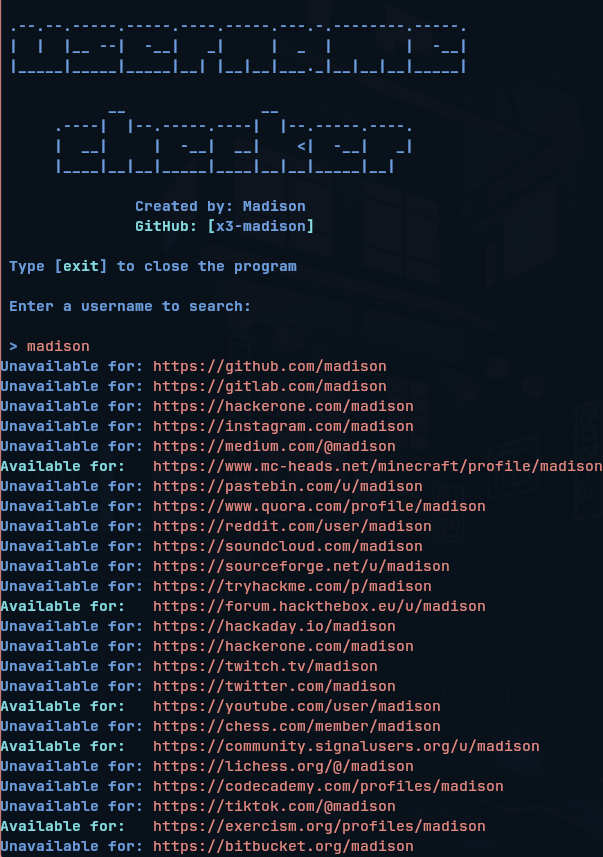 username
checker
Created by: Madison
GitHub: [x3-madison]
Type [exit] to close the program
Enter a username to search:
> madison
Unavailable for: https://github.com/madison
Unavailable for: https://gitlab.com/madison
Unavailable for: https://hackerone.com/madison
Unavailable for: https://instagram.com/madison
Unavailable for: https://medium.com/@madison
Available for:   https://www.mc-heads.net/minecraft/profile/madison
Unavailable for: https://pastebin.com/u/madison
Unavailable for: https://www.quora.com/profile/madison
Unavailable for: https://reddit.com/user/madison
Unavailable for: https://soundcloud.com/madison
Unavailable for: https://sourceforge.net/u/madison
Unavailable for: https://tryhackme.com/p/madison
Available for:   https://forum.hackthebox.eu/u/madison
Unavailable for: https://hackaday.io/madison
Unavailable for: https://hackerone.com/madison
Unavailable for: https://twitch.tv/madison
Unavailable for: https://twitter.com/madison
Available for:   https://youtube.com/user/madison
Unavailable for: https://chess.com/member/madison
Available for:   https://community.signalusers.org/u/madison
Unavailable for: https://lichess.org/@/madison
Unavailable for: https://codecademy.com/profiles/madison
Unavailable for: https://tiktok.com/@madison
Available for:   https://exercism.org/profiles/madison
Unavailable for: https://bitbucket.org/madison